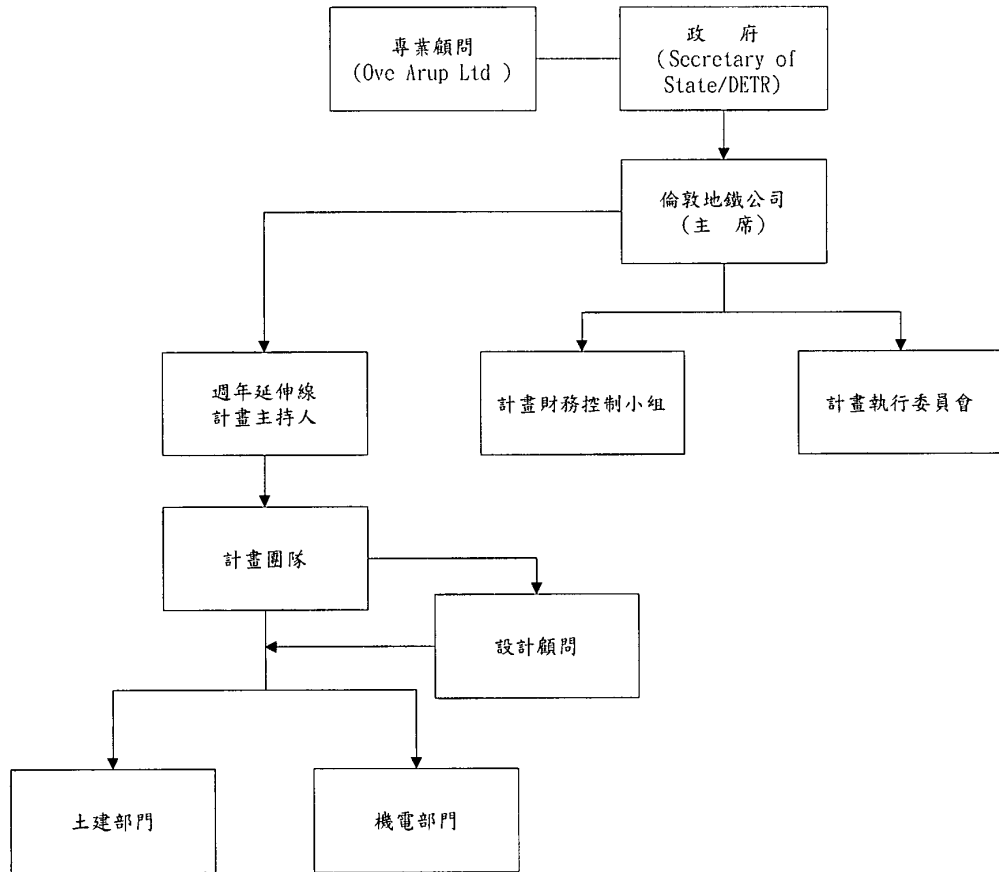 專業顧問
(Ove Arup Ltd )
政 府
(Secretary of
State/DETR)
倫敦地鐵公司
(主 席)
週年延伸線
計畫主持人
計畫財務控制小組
計畫執行委員會
計畫團隊
設計顧問
土建部門
機電部門